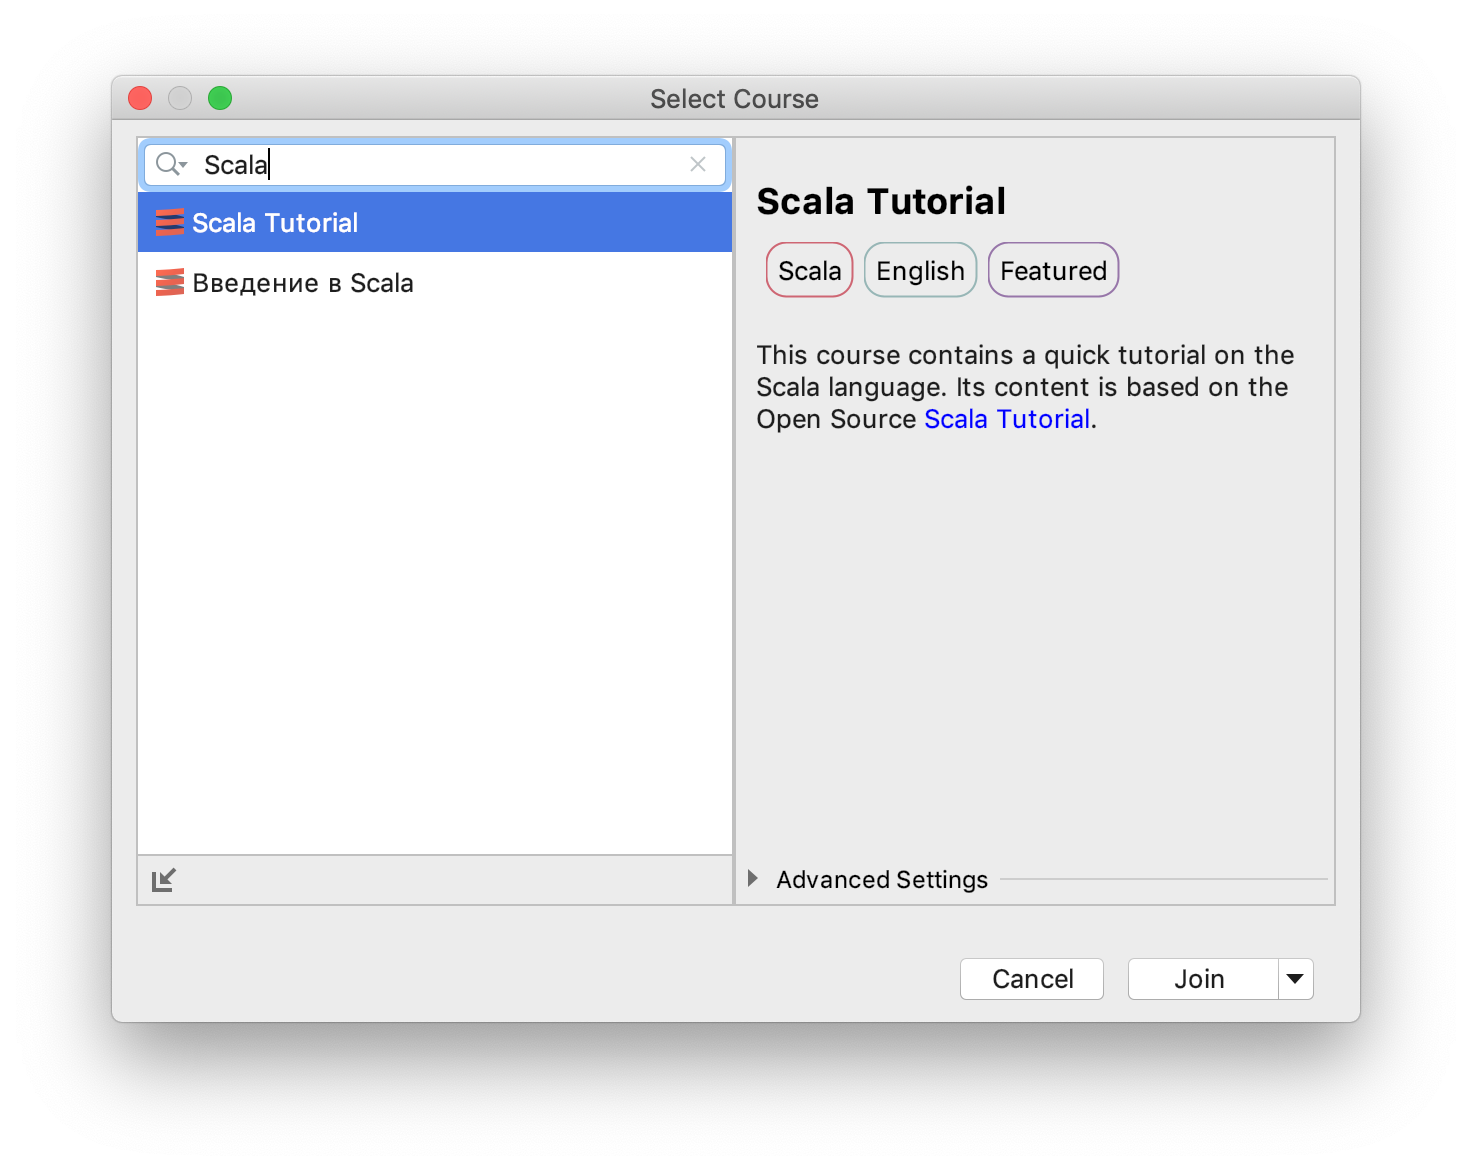 Select Course
Scala
Scala Tutorial
Введение в Scala
Scala Tutorial
Scala English Featured
This course contains a quick tutorial on the
Scala language. Its content is based on the
Open Source Scala Tutorial.
Advanced Settings
Cancel Join